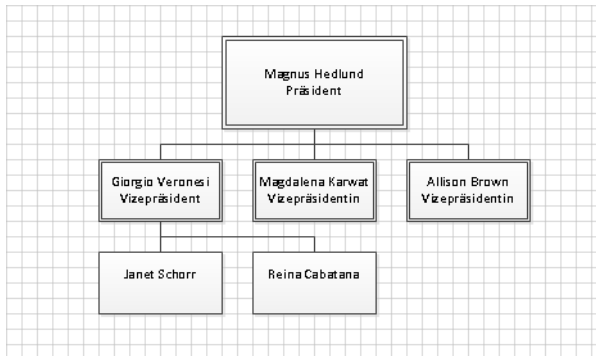 Magnus Hedlund
Präsident
Giorgio Veronesi
Vizepräsident
Magdalena Karwat
Vizepräsidentin
Allison Brown
Vizepräsidentin
Janet Schorr
Reina Cabatana